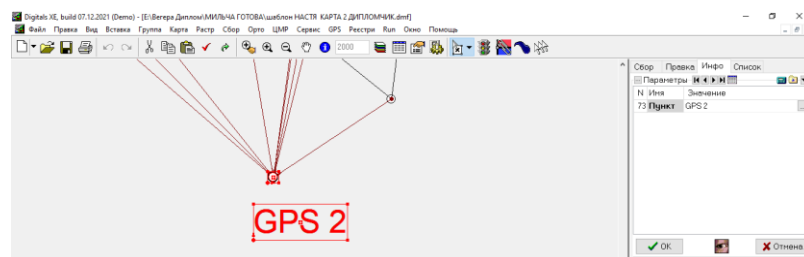 Digitals XE, build 07.12.2021 (Demo) - [E:\Вегера Диплом\МИЛЬЧА ГОТОВА\шаблон НАСТЯ КАРТА 2 ДИПЛОМЧИК.dmf]
Файл Правка Вид Вставка Группа Карта Растр Сбор Орто ЦМР Сервис GPS Реестри Run Окно Помощь
2000
Сбор Правка Инфо Список
Параметры
N Имя Значение
73 Пункт GPS 2
GPS 2
OK Отмена